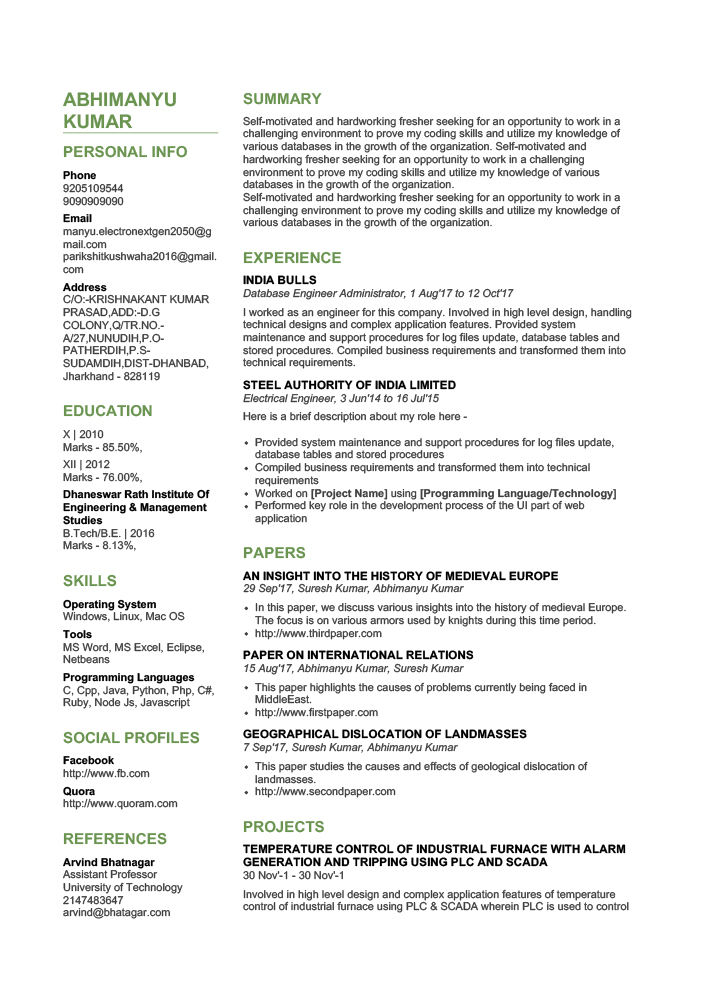 ABHIMANYU
KUMAR
PERSONAL INFO
Phone
9205109544
9090909090
Email
manyu.electronextgen2050@g
mail.com
parikshitkushwaha2016@gmail.
com
Address
C/O:-KRISHNAKANT KUMAR
PRASAD,ADD:-D.G
COLONY,Q/TR.NO.-
A/27,NUNUDIH,P.O-
PATHERDIH,P.S-
SUDAMDIH,DIST-DHANBAD,
Jharkhand - 828119
EDUCATION
X | 2010
Marks - 85.50%,
XII | 2012
Marks - 76.00%,
Dhaneswar Rath Institute Of
Engineering & Management
Studies
B.Tech/B.E. | 2016
Marks - 8.13%,
SKILLS
Operating System
Windows, Linux, Mac OS
Tools
MS Word, MS Excel, Eclipse,
Netbeans
Programming Languages
C, Cpp, Java, Python, Php, C#,
Ruby, Node Js, Javascript
SOCIAL PROFILES
Facebook
http://www.fb.com
Quora
http://www.quoram.com
REFERENCES
Arvind Bhatnagar
Assistant Professor
University of Technology
2147483647
arvind@bhatagar.com
SUMMARY
Self-motivated and hardworking fresher seeking for an opportunity to work in a
challenging environment to prove my coding skills and utilize my knowledge of
various databases in the growth of the organization. Self-motivated and
hardworking fresher seeking for an opportunity to work in a challenging
environment to prove my coding skills and utilize my knowledge of various
databases in the growth of the organization.
Self-motivated and hardworking fresher seeking for an opportunity to work in a
challenging environment to prove my coding skills and utilize my knowledge of
various databases in the growth of the organization.
EXPERIENCE
INDIA BULLS
Database Engineer Administrator, 1 Aug'17 to 12 Oct'17
I worked as an engineer for this company. Involved in high level design, handling
technical designs and complex application features. Provided system
maintenance and support procedures for log files update, database tables and
stored procedures. Compiled business requirements and transformed them into
technical requirements.
STEEL AUTHORITY OF INDIA LIMITED
Electrical Engineer, 3 Jun'14 to 16 Jul'15
Here is a brief description about my role here -
• Provided system maintenance and support procedures for log files update,
database tables and stored procedures
• Compiled business requirements and transformed them into technical
requirements
• Worked on [Project Name] using [Programming Language/Technology]
• Performed key role in the development process of the UI part of web
application
PAPERS
AN INSIGHT INTO THE HISTORY OF MEDIEVAL EUROPE
29 Sep'17, Suresh Kumar, Abhimanyu Kumar
• In this paper, we discuss various insights into the history of medieval Europe.
The focus is on various armors used by knights during this time period.
• http://www.thirdpaper.com
PAPER ON INTERNATIONAL RELATIONS
15 Aug'17, Abhimanyu Kumar, Suresh Kumar
• This paper highlights the causes of problems currently being faced in
MiddleEast.
• http://www.firstpaper.com
GEOGRAPHICAL DISLOCATION OF LANDMASSES
7 Sep'17, Suresh Kumar, Abhimanyu Kumar
• This paper studies the causes and effects of geological dislocation of
landmasses.
• http://www.secondpaper.com
PROJECTS
TEMPERATURE CONTROL OF INDUSTRIAL FURNACE WITH ALARM
GENERATION AND TRIPPING USING PLC AND SCADA
30 Nov'-1 - 30 Nov'-1
Involved in high level design and complex application features of temperature
control of industrial furnace using PLC & SCADA wherein PLC is used to control